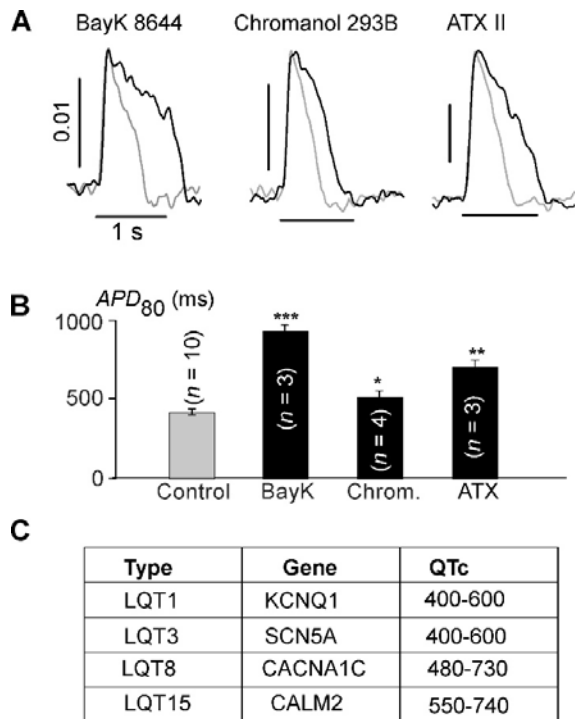 A
BayK 8644 Chromanol 293B ATX II
0.01
1 s
B
APD80 (ms)
1000
500
0
(n = 10)
***
(n = 3)
*
(n = 4)
**
(n = 3)
Control BayK Chrom. ATX
C
Type Gene QTc
LQT1 KCNQ1 400-600
LQT3 SCN5A 400-600
LQT8 CACNA1C 480-730
LQT15 CALM2 550-740